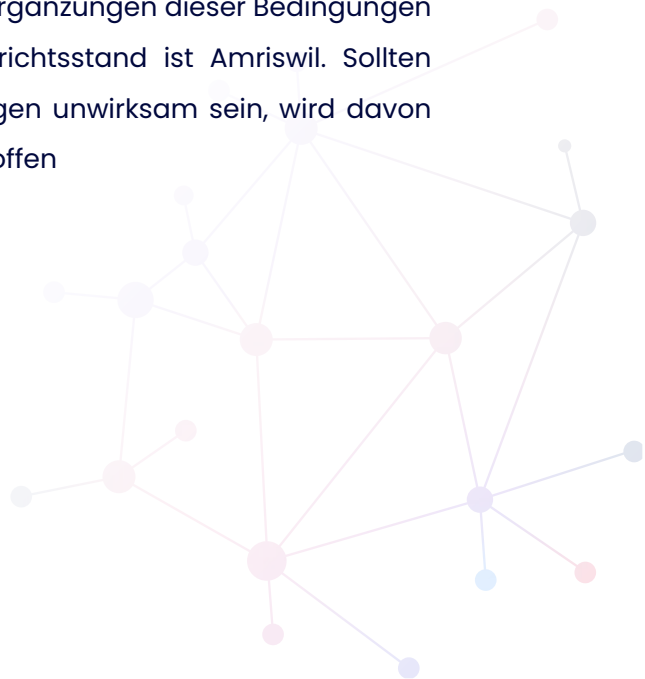 rgänzungen dieser Bedingungen
richtsstand ist Amriswil. Sollten
gen unwirksam sein, wird davon
offen